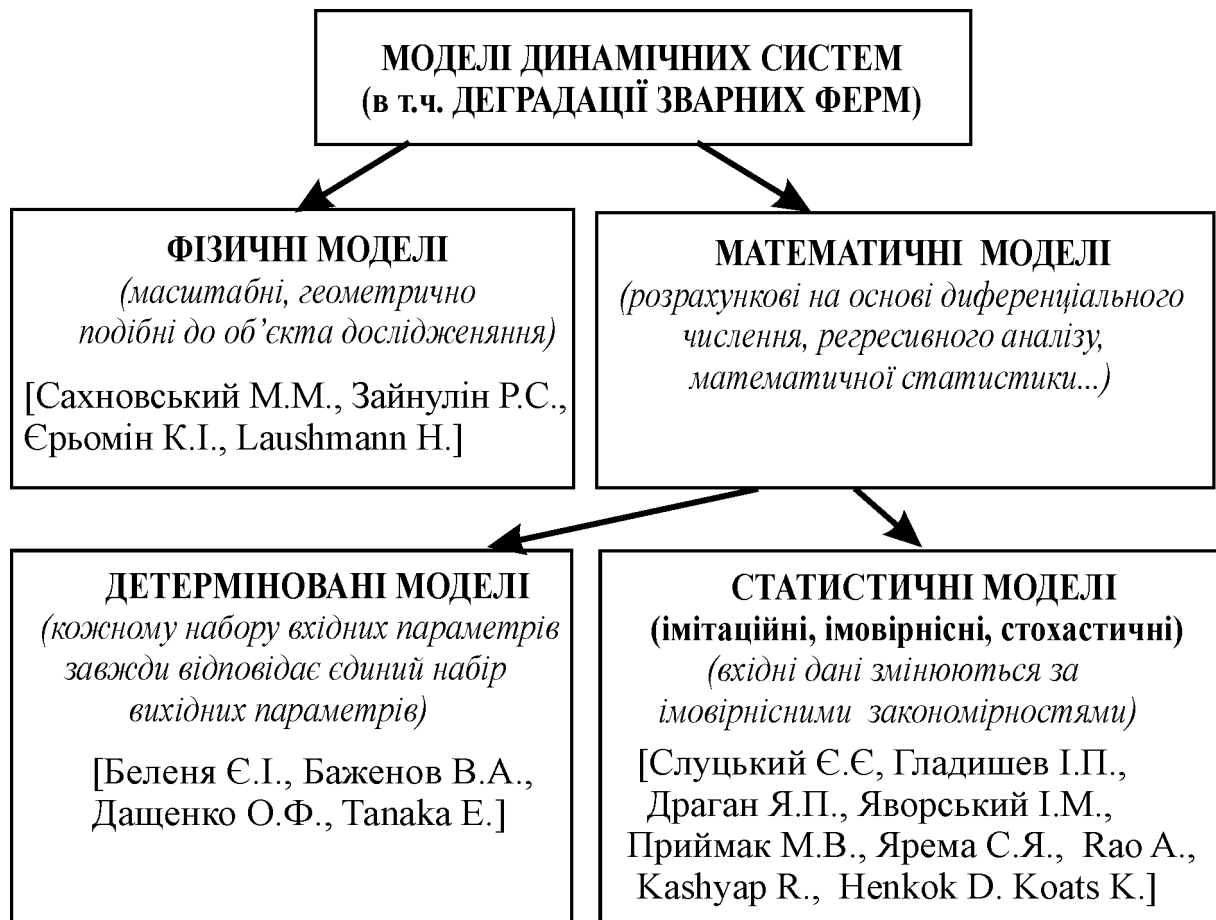 МОДЕЛІ ДИНАМІЧНИХ СИСТЕМ
(в т.ч. ДЕГРАДАЦІЇ ЗВАРНИХ ФЕРМ)
ФІЗИЧНІ МОДЕЛІ
(масштабні, геометрично
подібні до об’єкта дослідженяння)
[Сахновський М.М., Зайнулін Р.С.,
Єрьомін К.І., Laushmann H.]
МАТЕМАТИЧНІ МОДЕЛІ
(розрахункові на основі диференціального
числення, регресивного аналізу,
математичної статистики...)
ДЕТЕРМІНОВАНІ МОДЕЛІ
(кожному набору вхідних параметрів
завжди відповідає єдиний набір
вихідних параметрів)
[Беленя Є.І., Баженов В.А.,
Дащенко О.Ф., Tanaka E.]
СТАТИСТИЧНІ МОДЕЛІ
(імітаційні, імовірнісні, стохастичні)
(вхідні дані змінюються за
імовірнісними закономірностями)
[Слуцький Є.Є, Гладишев І.П.,
Драган Я.П., Яворський І.М.,
Приймак М.В., Ярема С.Я., Rao A.,
Kashyap R., Henkok D. Koats K.]